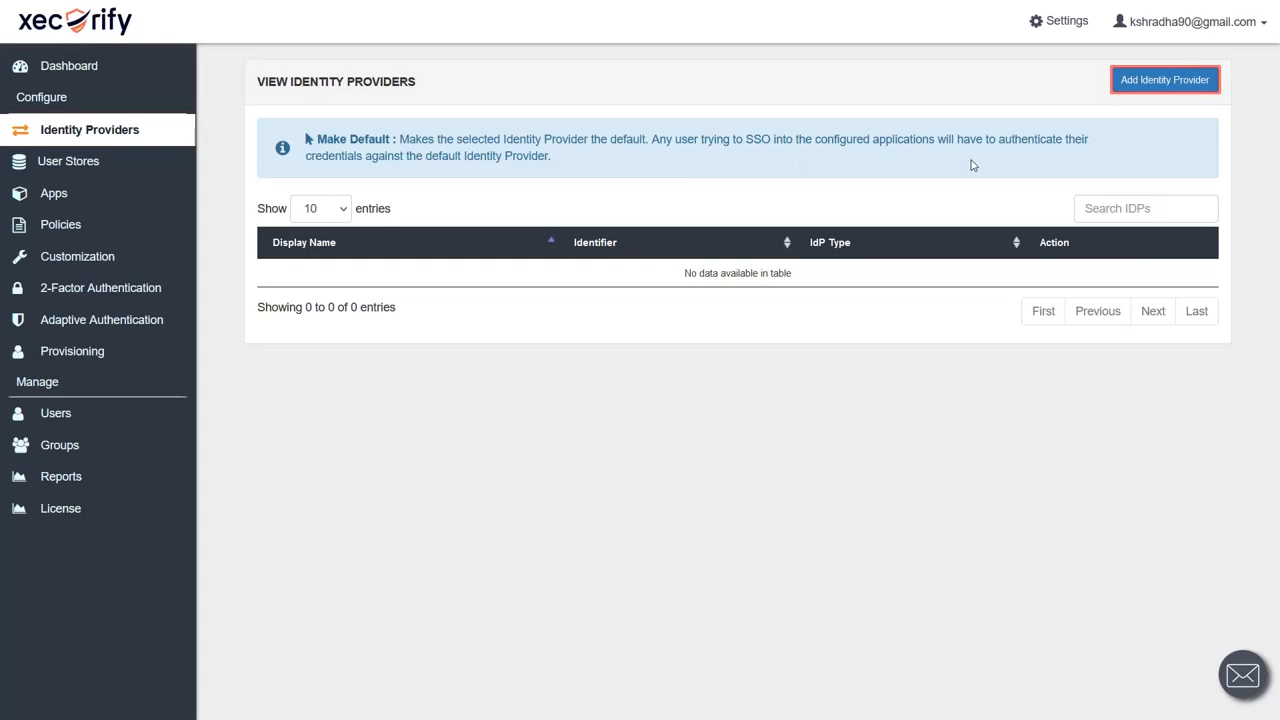 xecurify
Settings
kshradha90@gmail.com
Dashboard
Configure
Identity Providers
User Stores
Apps
Policies
Customization
2-Factor Authentication
Adaptive Authentication
Provisioning
Manage
Users
Groups
Reports
License
VIEW IDENTITY PROVIDERS
Add Identity Provider
Make Default : Makes the selected Identity Provider the default. Any user trying to SSO into the configured applications will have to authenticate their
credentials against the default Identity Provider.
Show 10 entries
Search IDPs
Display Name Identifier IdP Type Action
No data available in table
Showing 0 to 0 of 0 entries
First Previous Next Last